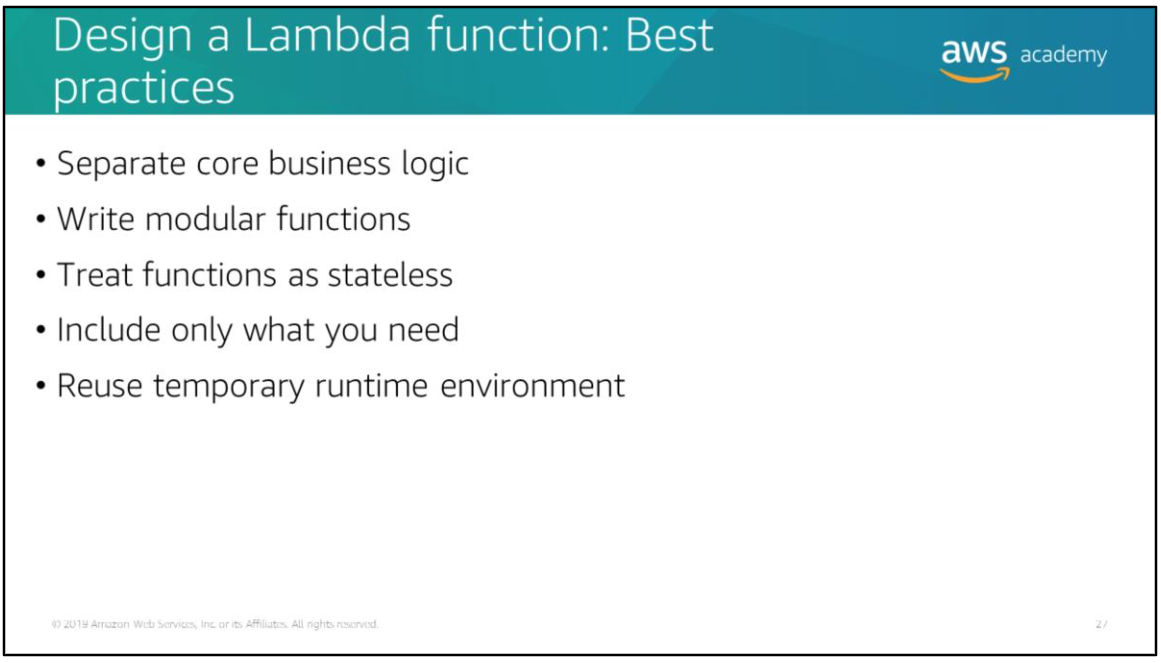 Design a Lambda function: Best
practices
aws academy
• Separate core business logic
• Write modular functions
• Treat functions as stateless
• Include only what you need
• Reuse temporary runtime environment
© 2019 Amazon Web Services, Inc. or its Affiliates. All rights reserved.
27